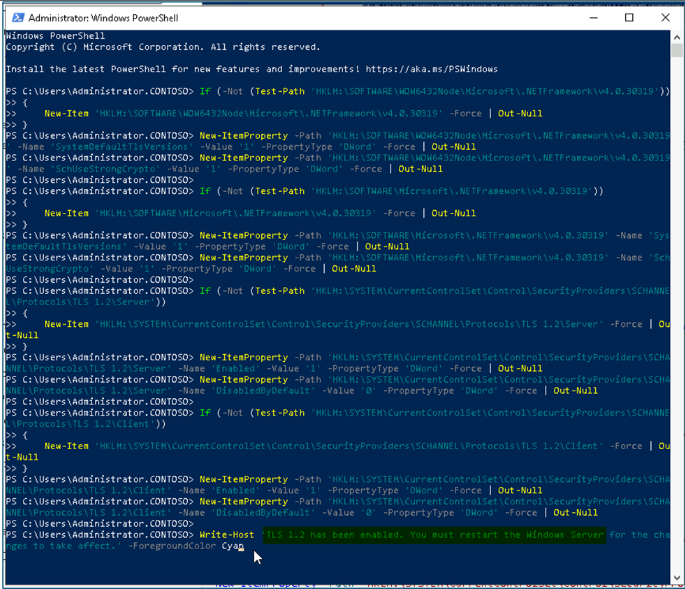 Administrator: Windows PowerShell
Windows PowerShell
Copyright (C) Microsoft Corporation. All rights reserved.
Install the latest PowerShell for new features and improvements! https://aka.ms/PSWindows
PS C:\Users\Administrator.CONTOSO> If (-Not (Test-Path 'HKLM:\SOFTWARE\WOW6432Node\Microsoft\.NETFramework\v4.0.30319'))
>> {
>>     New-Item 'HKLM:\SOFTWARE\WOW6432Node\Microsoft\.NETFramework\v4.0.30319' -Force | Out-Null
>> }
PS C:\Users\Administrator.CONTOSO> New-ItemProperty -Path 'HKLM:\SOFTWARE\WOW6432Node\Microsoft\.NETFramework\v4.0.30319
' -Name 'SystemDefaultTlsVersions' -Value '1' -PropertyType 'DWord' -Force | Out-Null
PS C:\Users\Administrator.CONTOSO> New-ItemProperty -Path 'HKLM:\SOFTWARE\WOW6432Node\Microsoft\.NETFramework\v4.0.30319
' -Name 'SchUseStrongCrypto' -Value '1' -PropertyType 'DWord' -Force | Out-Null
PS C:\Users\Administrator.CONTOSO>
PS C:\Users\Administrator.CONTOSO> If (-Not (Test-Path 'HKLM:\SOFTWARE\Microsoft\.NETFramework\v4.0.30319'))
>> {
>>     New-Item 'HKLM:\SOFTWARE\Microsoft\.NETFramework\v4.0.30319' -Force | Out-Null
>> }
PS C:\Users\Administrator.CONTOSO> New-ItemProperty -Path 'HKLM:\SOFTWARE\Microsoft\.NETFramework\v4.0.30319' -Name 'Sys
temDefaultTlsVersions' -Value '1' -PropertyType 'DWord' -Force | Out-Null
PS C:\Users\Administrator.CONTOSO> New-ItemProperty -Path 'HKLM:\SOFTWARE\Microsoft\.NETFramework\v4.0.30319' -Name 'Sch
UseStrongCrypto' -Value '1' -PropertyType 'DWord' -Force | Out-Null
PS C:\Users\Administrator.CONTOSO>
PS C:\Users\Administrator.CONTOSO> If (-Not (Test-Path 'HKLM:\SYSTEM\CurrentControlSet\Control\SecurityProviders\SCHANNE
L\Protocols\TLS 1.2\Server'))
>> {
>>     New-Item 'HKLM:\SYSTEM\CurrentControlSet\Control\SecurityProviders\SCHANNEL\Protocols\TLS 1.2\Server' -Force | Ou
t-Null
>> }
PS C:\Users\Administrator.CONTOSO> New-ItemProperty -Path 'HKLM:\SYSTEM\CurrentControlSet\Control\SecurityProviders\SCHA
NNEL\Protocols\TLS 1.2\Server' -Name 'Enabled' -Value '1' -PropertyType 'DWord' -Force | Out-Null
PS C:\Users\Administrator.CONTOSO> New-ItemProperty -Path 'HKLM:\SYSTEM\CurrentControlSet\Control\SecurityProviders\SCHA
NNEL\Protocols\TLS 1.2\Server' -Name 'DisabledByDefault' -Value '0' -PropertyType 'DWord' -Force | Out-Null
PS C:\Users\Administrator.CONTOSO>
PS C:\Users\Administrator.CONTOSO> If (-Not (Test-Path 'HKLM:\SYSTEM\CurrentControlSet\Control\SecurityProviders\SCHANNE
L\Protocols\TLS 1.2\Client'))
>> {
>>     New-Item 'HKLM:\SYSTEM\CurrentControlSet\Control\SecurityProviders\SCHANNEL\Protocols\TLS 1.2\Client' -Force | Ou
t-Null
>> }
PS C:\Users\Administrator.CONTOSO> New-ItemProperty -Path 'HKLM:\SYSTEM\CurrentControlSet\Control\SecurityProviders\SCHA
NNEL\Protocols\TLS 1.2\Client' -Name 'Enabled' -Value '1' -PropertyType 'DWord' -Force | Out-Null
PS C:\Users\Administrator.CONTOSO> New-ItemProperty -Path 'HKLM:\SYSTEM\CurrentControlSet\Control\SecurityProviders\SCHA
NNEL\Protocols\TLS 1.2\Client' -Name 'DisabledByDefault' -Value '0' -PropertyType 'DWord' -Force | Out-Null
PS C:\Users\Administrator.CONTOSO>
PS C:\Users\Administrator.CONTOSO> Write-Host 'TLS 1.2 has been enabled. You must restart the Windows Server for the cha
nges to take affect.' -ForegroundColor Cyan